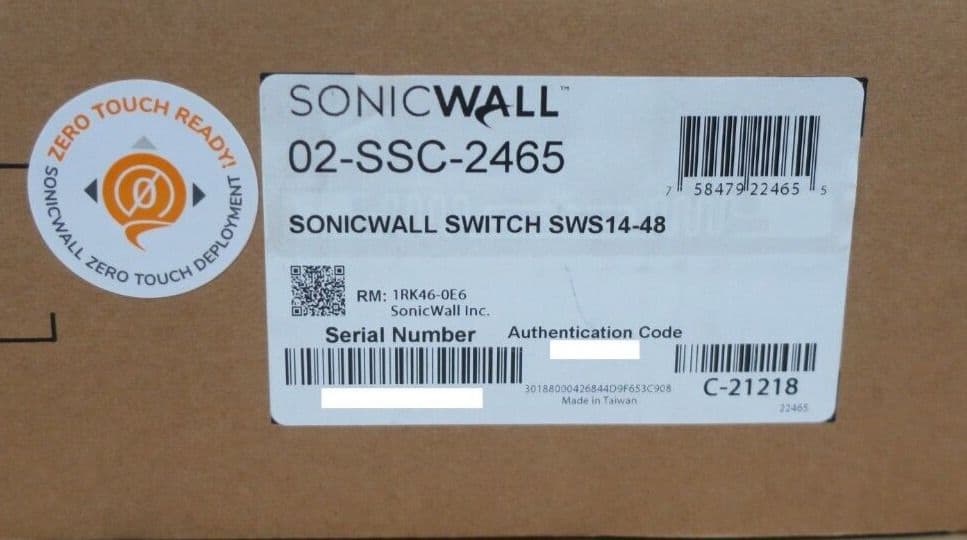 ZERO TOUCH READY!
SONICWALL ZERO TOUCH DEPLOYMENT
SONICWALL™
02-SSC-2465
7 58479 22465 5
SONICWALL SWITCH SWS14-48
RM: 1RK46-0E6
SonicWall Inc.
Serial Number
Authentication Code
30188000426844D9F653C908
Made in Taiwan
C-21218
22465